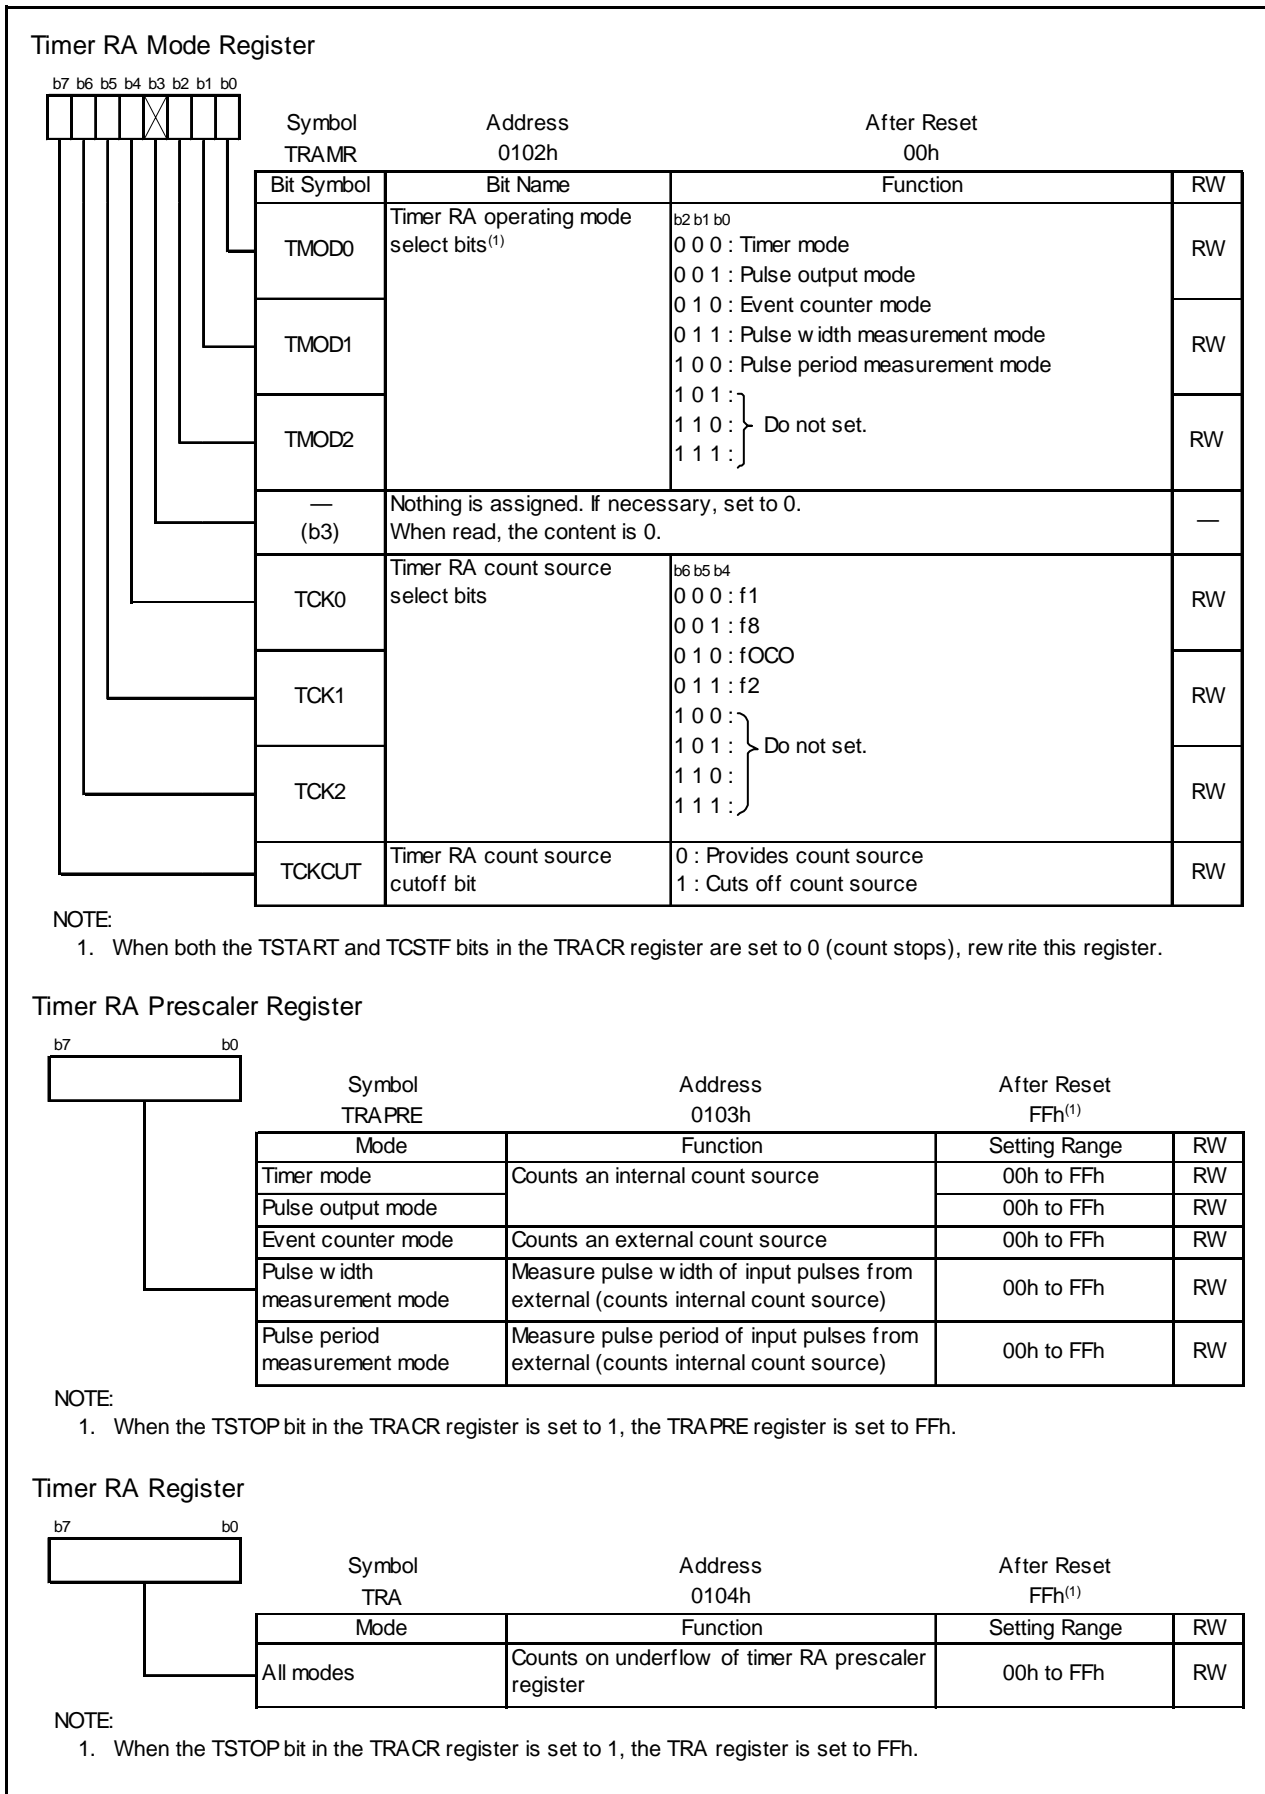 Timer RA Mode Register
b7 b6 b5 b4 b3 b2 b1 b0
Symbol Address After Reset
TRAMR 0102h 00h
Bit Symbol Bit Name Function RW
TMOD0 Timer RA operating mode select bits(1) b2 b1 b0 RW
0 0 0 : Timer mode
0 0 1 : Pulse output mode
0 1 0 : Event counter mode
TMOD1 0 1 1 : Pulse width measurement mode RW
1 0 0 : Pulse period measurement mode
1 0 1 :
TMOD2 1 1 0 : Do not set. RW
1 1 1 :
— (b3) Nothing is assigned. If necessary, set to 0. —
When read, the content is 0.
TCK0 Timer RA count source select bits b6 b5 b4 RW
0 0 0 : f1
0 0 1 : f8
0 1 0 : fOCO
TCK1 0 1 1 : f2 RW
1 0 0 :
1 0 1 : Do not set.
TCK2 1 1 0 : RW
1 1 1 :
TCKCUT Timer RA count source cutoff bit 0 : Provides count source RW
1 : Cuts off count source
NOTE:
1. When both the TSTART and TCSTF bits in the TRACR register are set to 0 (count stops), rewrite this register.
Timer RA Prescaler Register
b7 b0
Symbol Address After Reset
TRAPRE 0103h FFh(1)
Mode Function Setting Range RW
Timer mode Counts an internal count source 00h to FFh RW
Pulse output mode 00h to FFh RW
Event counter mode Counts an external count source 00h to FFh RW
Pulse width Measure pulse width of input pulses from
measurement mode external (counts internal count source) 00h to FFh RW
Pulse period Measure pulse period of input pulses from
measurement mode external (counts internal count source) 00h to FFh RW
NOTE:
1. When the TSTOP bit in the TRACR register is set to 1, the TRAPRE register is set to FFh.
Timer RA Register
b7 b0
Symbol Address After Reset
TRA 0104h FFh(1)
Mode Function Setting Range RW
All modes Counts on underflow of timer RA prescaler register 00h to FFh RW
NOTE:
1. When the TSTOP bit in the TRACR register is set to 1, the TRA register is set to FFh.